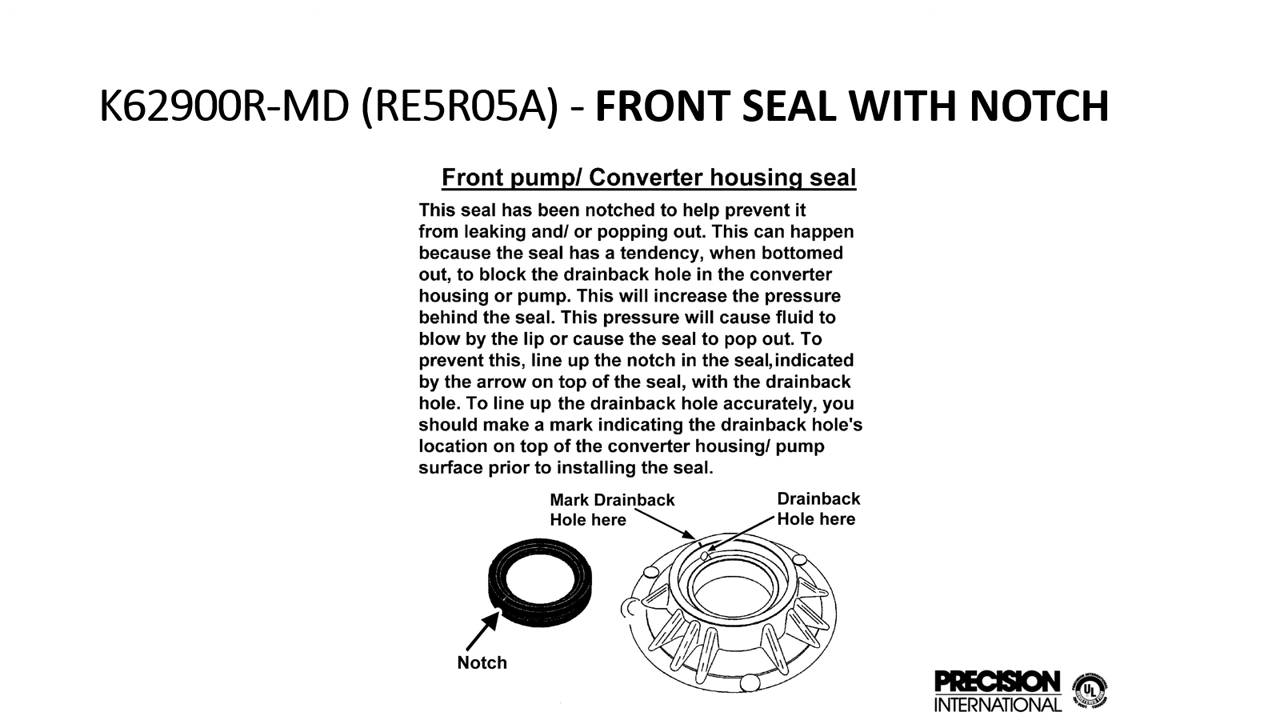 K62900R-MD (RE5R05A) - FRONT SEAL WITH NOTCH
Front pump/ Converter housing seal
This seal has been notched to help prevent it
from leaking and/ or popping out. This can happen
because the seal has a tendency, when bottomed
out, to block the drainback hole in the converter
housing or pump. This will increase the pressure
behind the seal. This pressure will cause fluid to
blow by the lip or cause the seal to pop out. To
prevent this, line up the notch in the seal, indicated
by the arrow on top of the seal, with the drainback
hole. To line up the drainback hole accurately, you
should make a mark indicating the drainback hole's
location on top of the converter housing/ pump
surface prior to installing the seal.
Mark Drainback
Hole here
Drainback
Hole here
Notch
PRECISION
INTERNATIONAL
UL